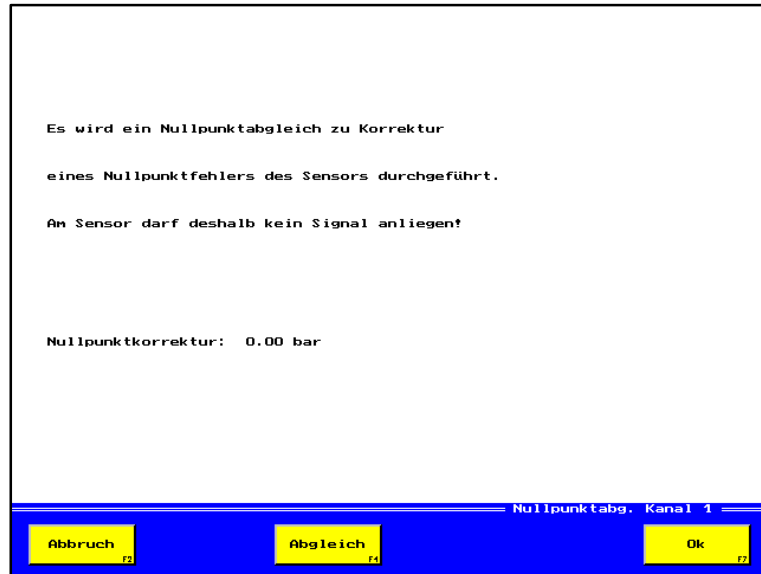 Es wird ein Nullpunktabgleich zu Korrektur
eines Nullpunktfehlers des Sensors durchgeführt.
Am Sensor darf deshalb kein Signal anliegen!
Nullpunktkorrektur: 0.00 bar
Nullpunktabg. Kanal 1
Abbruch F2 Abgleich F4 Ok F7